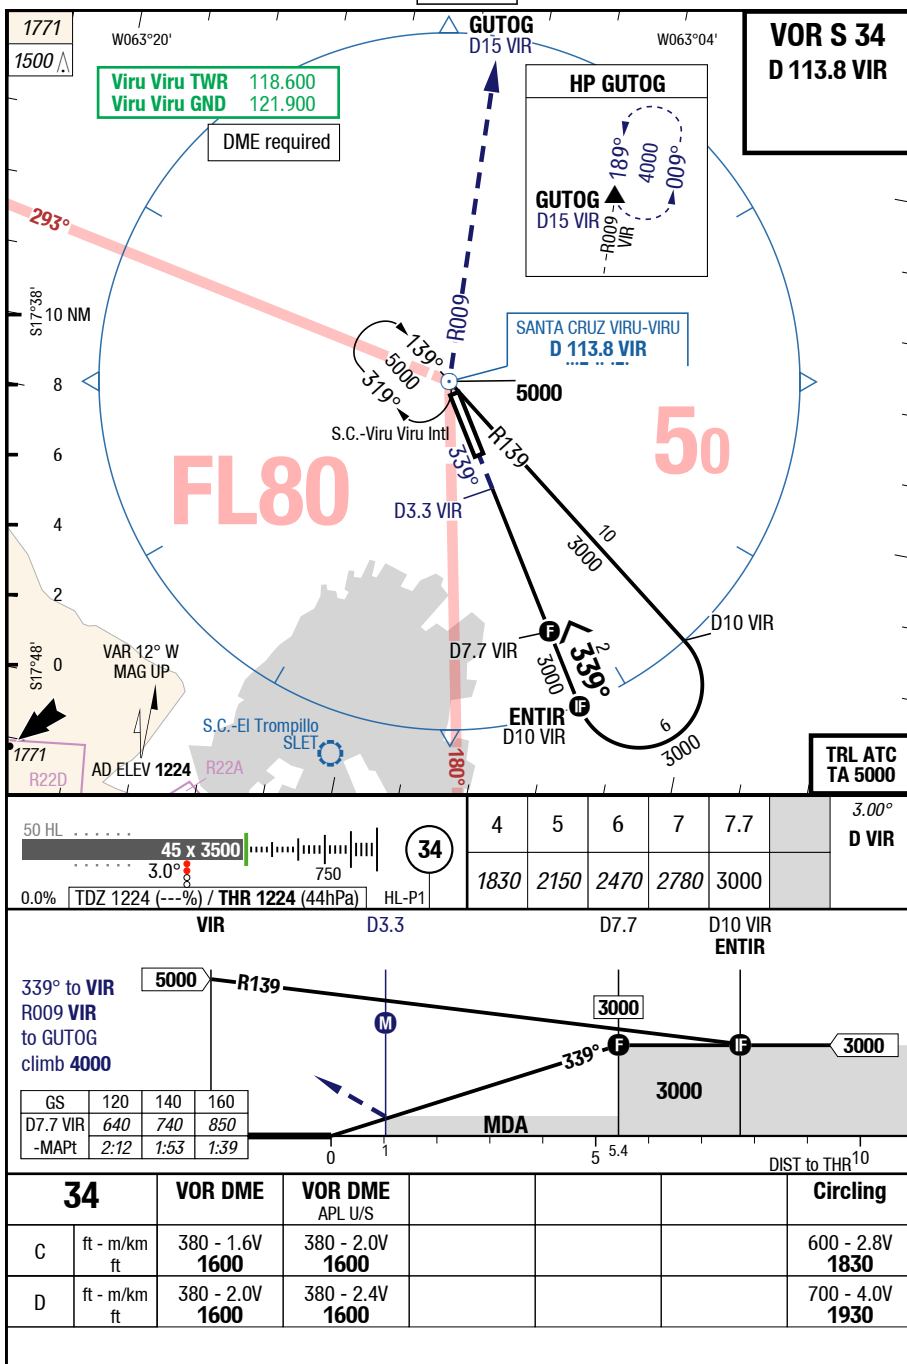 1771
1500
W063°20'
GUTOG
D15 VIR
W063°04'
VOR S 34
D 113.8 VIR
Viru Viru TWR 118.600
Viru Viru GND 121.900
DME required
HP GUTOG
189°
4000
009°
GUTOG
D15 VIR
R009
VIR
293°
S17°38'
10 NM
R009
SANTA CRUZ VIRU-VIRU
D 113.8 VIR
139°
5000
319°
5000
8
S.C.-Viru Viru Intl
R139
50
6
339°
FL80
D3.3 VIR
4
10
3000
2
D10 VIR
D7.7 VIR
F
2
339°
3000
S17°48'
0
VAR 12° W
MAG UP
IF
ENTIR
D10 VIR
6
3000
S.C.-El Trompillo
SLET
1771
R22D
AD ELEV 1224
R22A
180°
TRL ATC
TA 5000
50 HL
45 x 3500
3.0°
750
34
0.0%
TDZ 1224 (---%) / THR 1224 (44hPa)
HL-P1
4 5 6 7 7.7
1830 2150 2470 2780 3000
3.00°
D VIR
VIR D3.3 D7.7 D10 VIR
ENTIR
339° to VIR
R009 VIR
to GUTOG
climb 4000
5000
R139
M
3000
339°
F
IF
3000
3000
MDA
GS 120 140 160
D7.7 VIR 640 740 850
-MAPt 2:12 1:53 1:39
0 1 5 5.4 10
DIST to THR
34 VOR DME VOR DME Circling
APL U/S
C ft - m/km 380 - 1.6V 380 - 2.0V 600 - 2.8V
ft 1600 1600 1830
D ft - m/km 380 - 2.0V 380 - 2.4V 700 - 4.0V
ft 1600 1600 1930